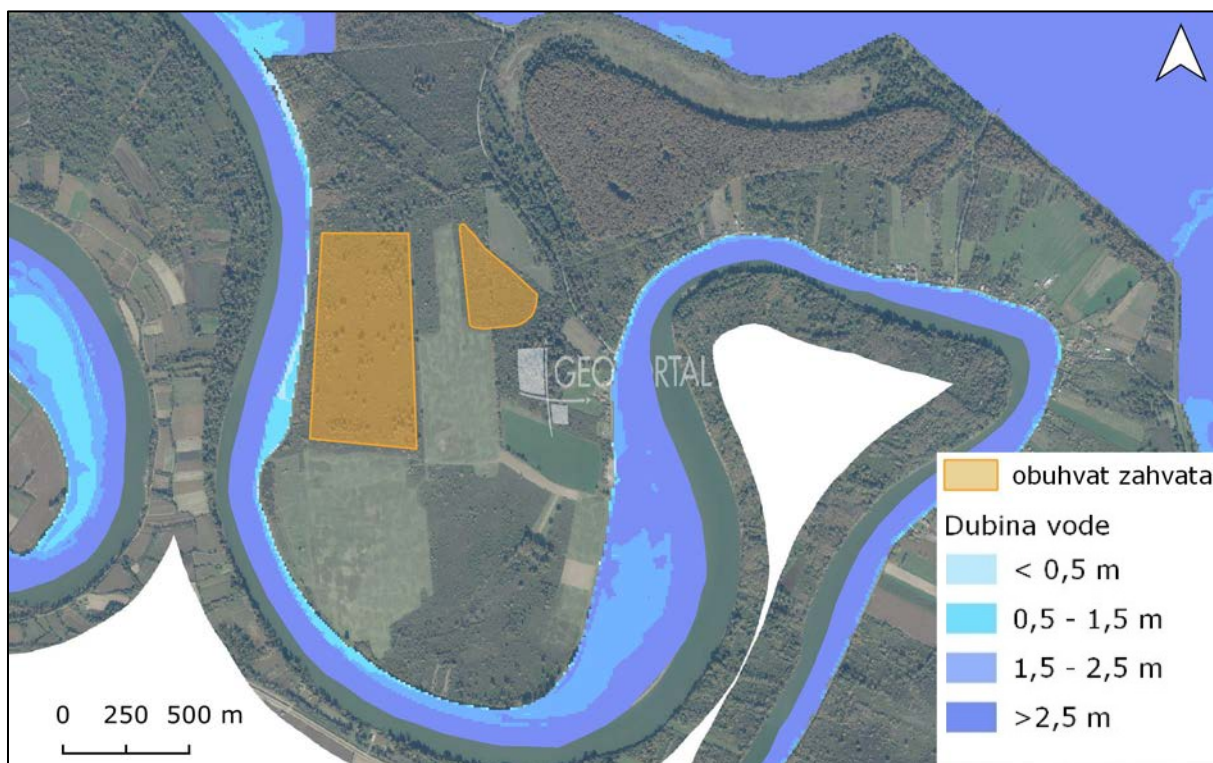 GEOPORTAL
obuhvat zahvata
Dubina vode
< 0,5 m
0,5 - 1,5 m
1,5 - 2,5 m
>2,5 m
0 250 500 m